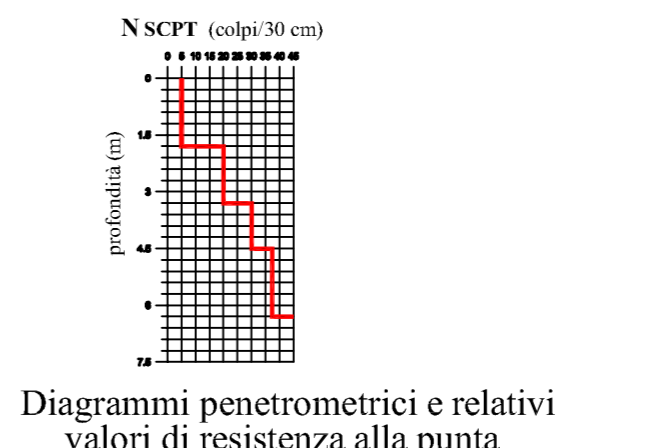 N SCPT (colpi/30 cm)
0 5 10 15 20 25 30 35 40 45
0
1.5
3
4.5
6
7.5
profondità (m)
Diagrammi penetrometrici e relativi
valori di resistenza alla punta